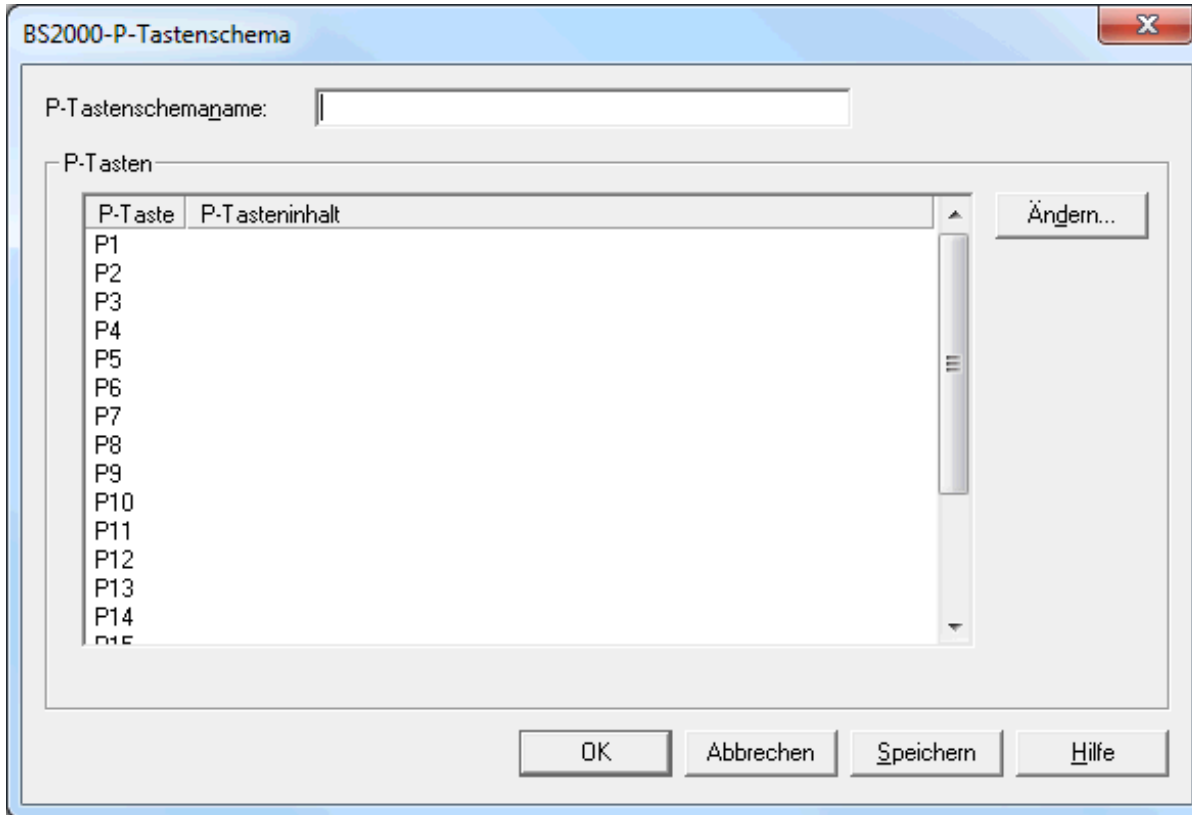 BS2000-P-Tastenschema
P-Tastenschemaname:
P-Tasten
P-Taste P-Tasteninhalt
Ändern...
P1
P2
P3
P4
P5
P6
P7
P8
P9
P10
P11
P12
P13
P14
P15
OK Abbrechen Speichern Hilfe